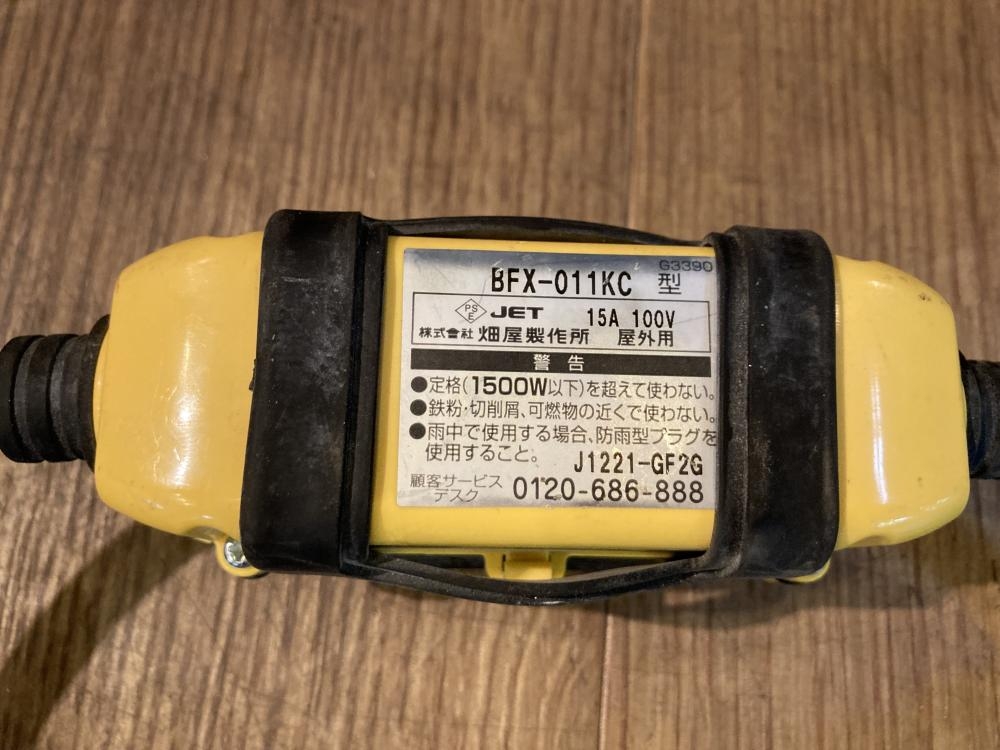 G3390
BFX-011KC 型
PSE JET 15A 100V
株式会社 畑屋製作所 屋外用
警告
●定格(1500W以下)を超えて使わない。
●鉄粉・切削屑、可燃物の近くで使わない。
●雨中で使用する場合、防雨型プラグを
使用すること。 J1221-GF2G
顧客サービス
デスク 0120-686-888